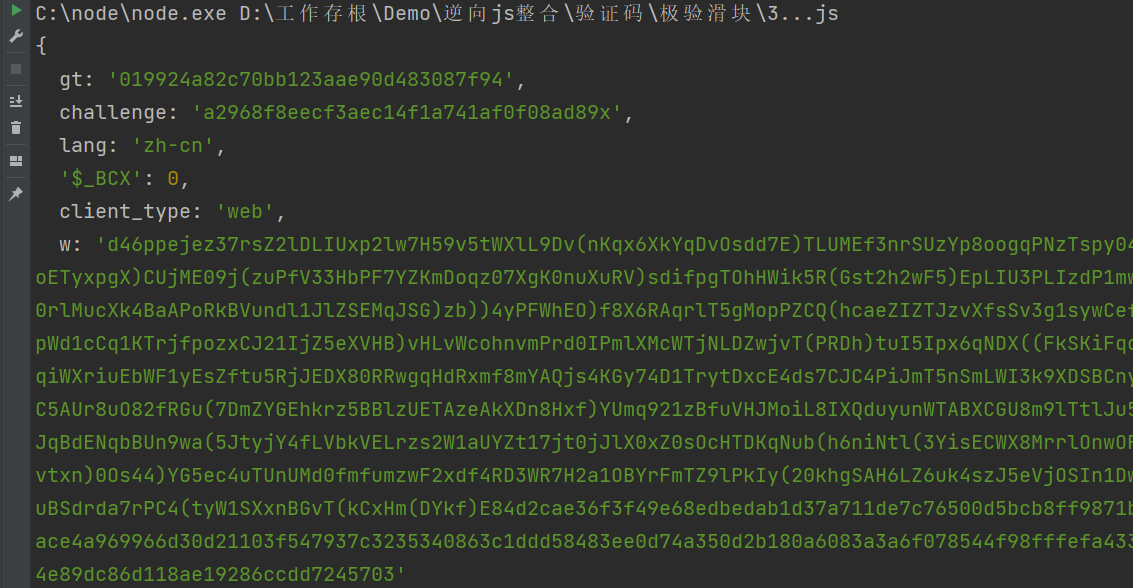 C:\node\node.exe D:\工作存根\Demo\逆向js整合\验证码\极验滑块\3...js
{
  gt: '019924a82c70bb123aae90d483087f94',
  challenge: 'a2968f8eecf3aec14f1a741af0f08ad89x',
  lang: 'zh-cn',
  '$_BCX': 0,
  client_type: 'web',
  w: 'd46ppejez37rsZ2lDLIUxp2lw7H59v5tWXlL9Dv(nKqx6XkYqDvOsdd7E)TLUMEf3nrSUzYp8oogqPNzTspy04
oETyxpgX)CUjME09j(zuPfV33HbPF7YZKmDoqz07XgK0nuXuRV)sdifpgTOhHWik5R(Gst2h2wF5)EpLIU3PLIzdP1mw
0rlMucXk4BaAPoRkBVundl1JlZSEMqJSG)zb))4yPFWhEO)f8X6RAqrlT5gMopPZCQ(hcaeZIZTJzvXfsSv3g1sywCef
pWd1cCq1KTrjfpozxCJ21IjZ5eXVHB)vHLvWcohnvmPrd0IPmlXMcWTjNLDZwjvT(PRDh)tuI5Ipx6qNDX((FkSKiFqc
qiWXriuEbWF1yEsZftu5RjJEDX80RRwgqHdRxmf8mYAQjs4KGy74D1TrytDxcE4ds7CJC4PiJmT5nSmLWI3k9XDSBCny
C5AUr8uO82fRGu(7DmZYGEhkrz5BBlzUETAzeAkXDn8Hxf)YUmq921zBfuVHJMoiL8IXQduyunWTABXCGU8m9lTtlJu5
JqBdENqbBUn9wa(5JtyjY4fLVbkVELrzs2W1aUYZt17jt0jJlX0xZ0sOcHTDKqNub(h6niNtl(3YisECWX8MrrlOnwOF
vtxn)0Os44)YG5ec4uTUnUMd0fmfumzwF2xdf4RD3WR7H2a1OBYrFmTZ9lPkIy(20KhgSAH6LZ6uk4szJ5eVjOSIn1Dw
uBSdrda7rPC4(tyW1SXxnBGvT(kCxHm(DYkf)E84d2cae36f3f49e68edbedab1d37a711de7c76500d5bcb8ff9871b
ace4a969966d30d21103f547937c3235340863c1ddd58483ee0d74a350d2b180a6083a3a6f078544f98fffefa433
4e89dc86d118ae19286ccdd7245703'